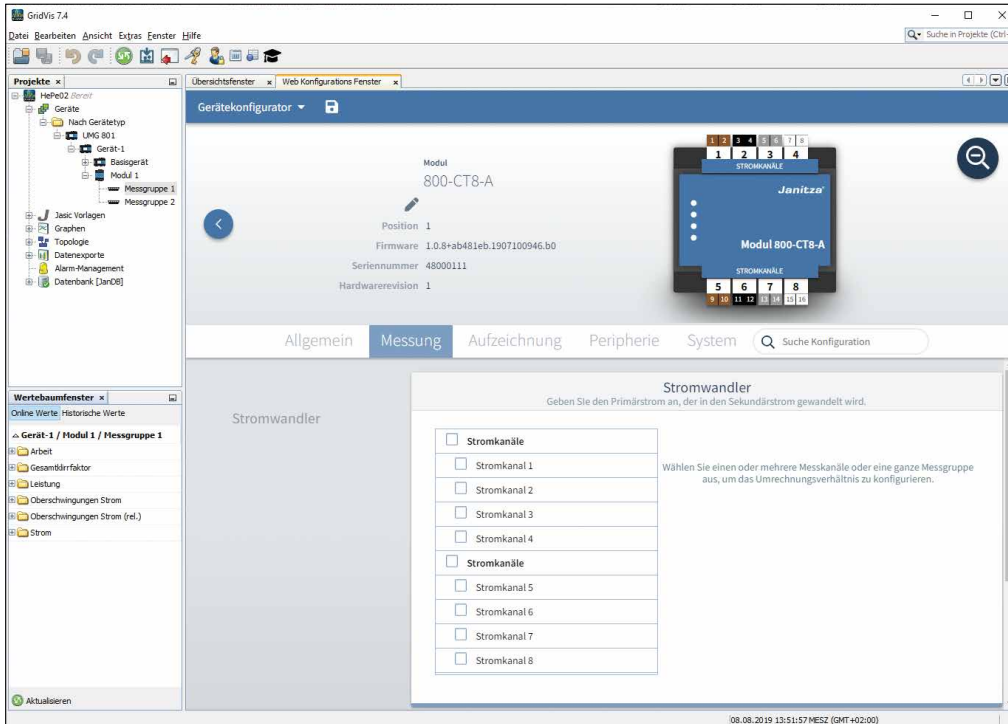 GridVis 7.4
Datei Bearbeiten Ansicht Extras Fenster Hilfe
Suche in Projekte (Ctrl-
Projekte
HePe02 Bereit
Geräte
Nach Gerätetyp
UMG 801
Gerät-1
Basisgerät
Modul 1
Messgruppe 1
Messgruppe 2
Jasic Vorlagen
Graphen
Topologie
Datenexporte
Alarm-Management
Datenbank [JanDB]
Wertebaumfenster
Online Werte Historische Werte
Gerät-1 / Modul 1 / Messgruppe 1
Arbeit
Gesamtklirrfaktor
Leistung
Oberschwingungen Strom
Oberschwingungen Strom (rel.)
Strom
Aktualisieren
Übersichtsfenster Web Konfigurations Fenster
Gerätekonfigurator
Modul
800-CT8-A
Position 1
Firmware 1.0.8+ab481eb.1907100946.b0
Seriennummer 48000111
Hardwarerevision 1
1 2 3 4 5 6 7 8
1 2 3 4
STROMKANÄLE
Janitza
Modul 800-CT8-A
STROMKANÄLE
5 6 7 8
9 10 11 12 13 14 15 16
Allgemein Messung Aufzeichnung Peripherie System Suche Konfiguration
Stromwandler
Stromwandler
Geben Sie den Primärstrom an, der in den Sekundärstrom gewandelt wird.
Stromkanäle
Stromkanal 1
Stromkanal 2
Stromkanal 3
Stromkanal 4
Stromkanäle
Stromkanal 5
Stromkanal 6
Stromkanal 7
Stromkanal 8
Wählen Sie einen oder mehrere Messkanäle oder eine ganze Messgruppe
aus, um das Umrechnungsverhältnis zu konfigurieren.
08.08.2019 13:51:57 MESZ (GMT+02:00)